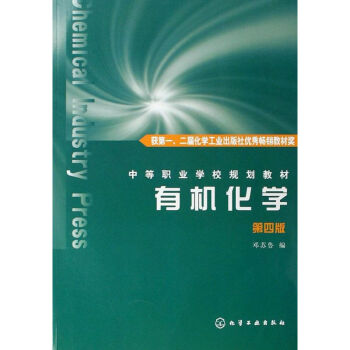 Chemical Industry Press
获第一、二届化学工业出版社优秀畅销教材奖
中等职业学校规划教材
有机化学
第四版
邓苏鲁 编
化学工业出版社